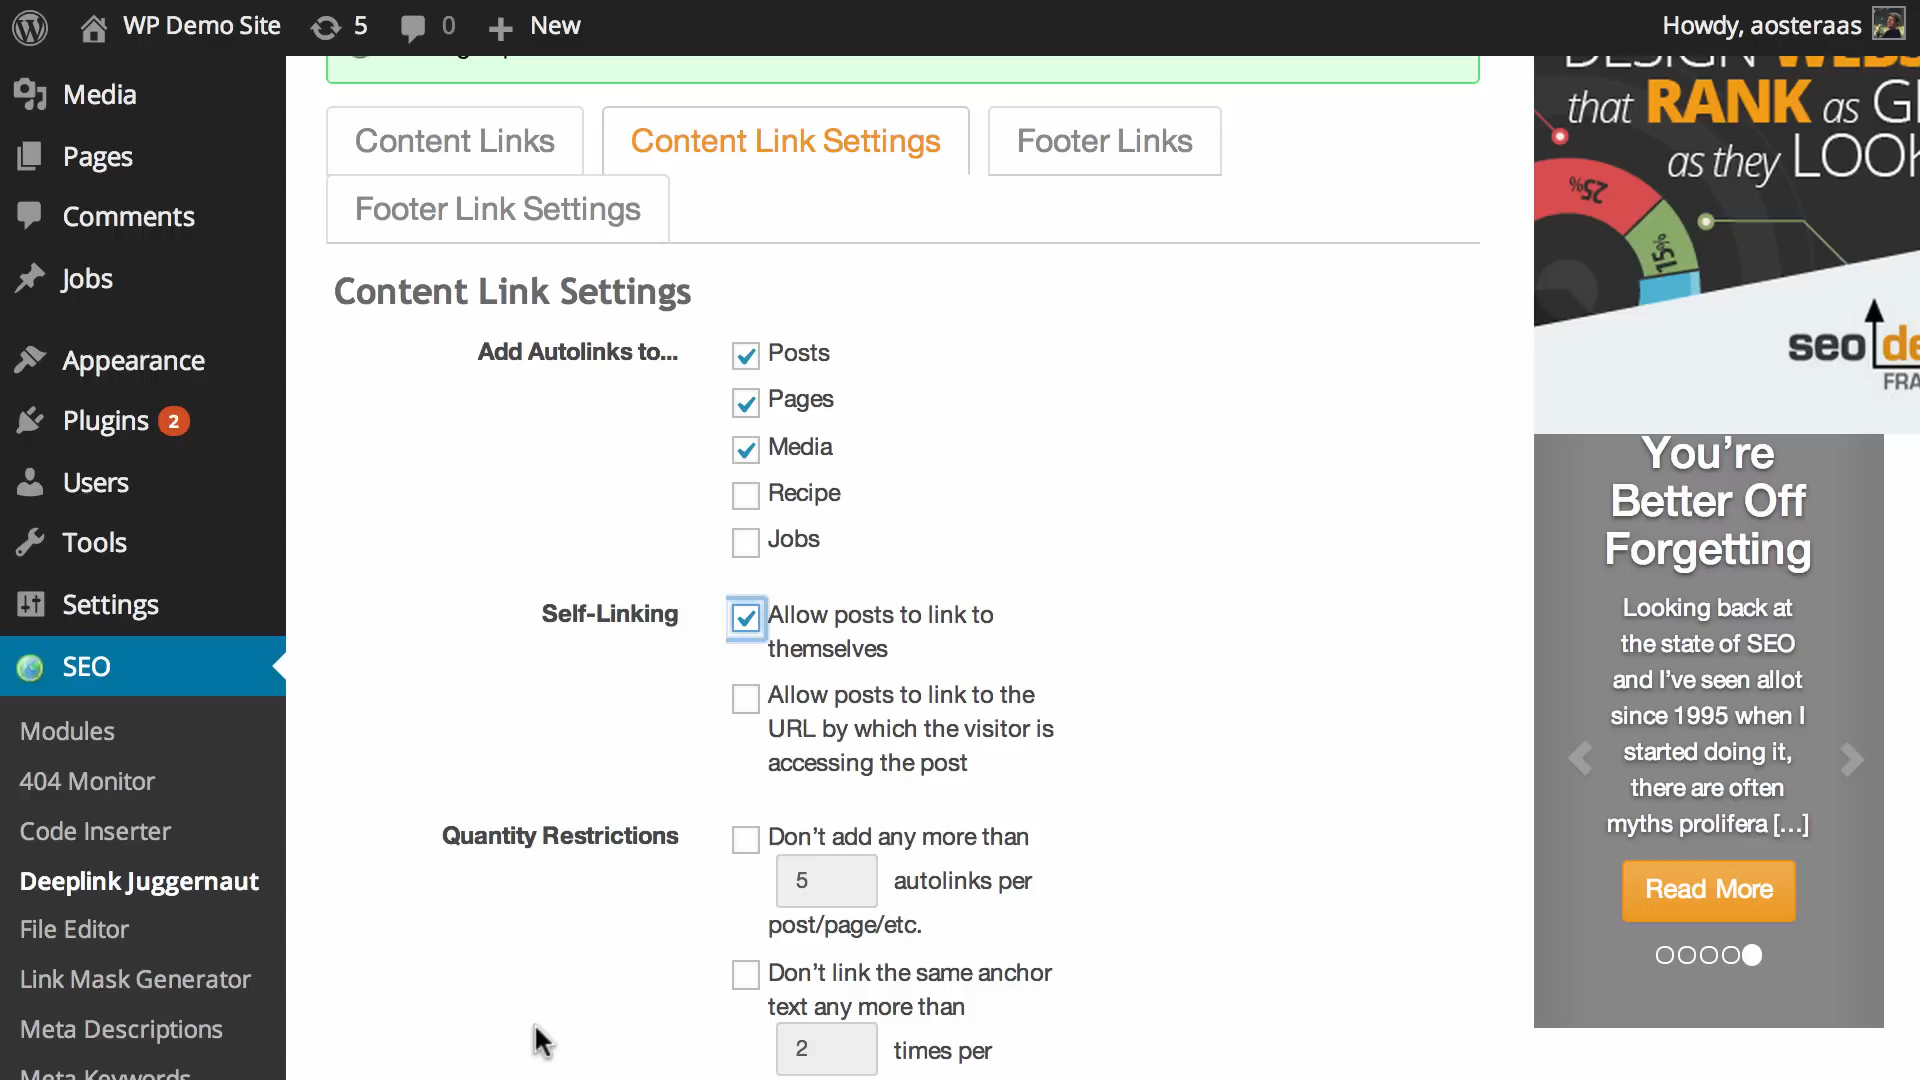 WP Demo Site 5 0 New Howdy, aosteraas
Media
Pages
Comments
Jobs
Appearance
Plugins 2
Users
Tools
Settings
SEO
Modules
404 Monitor
Code Inserter
Deeplink Juggernaut
File Editor
Link Mask Generator
Meta Descriptions
Meta Keywords
Content Links Content Link Settings Footer Links
Footer Link Settings
Content Link Settings
Add Autolinks to...
Posts
Pages
Media
Recipe
Jobs
Self-Linking
Allow posts to link to
themselves
Allow posts to link to the
URL by which the visitor is
accessing the post
Quantity Restrictions
Don't add any more than
5 autolinks per
post/page/etc.
Don't link the same anchor
text any more than
2 times per
DESIGN
that RANK as
as they LOOK
25%
15%
seo
You're
Better Off
Forgetting
Looking back at
the state of SEO
and I've seen allot
since 1995 when I
started doing it,
there are often
myths prolifera [...]
Read More